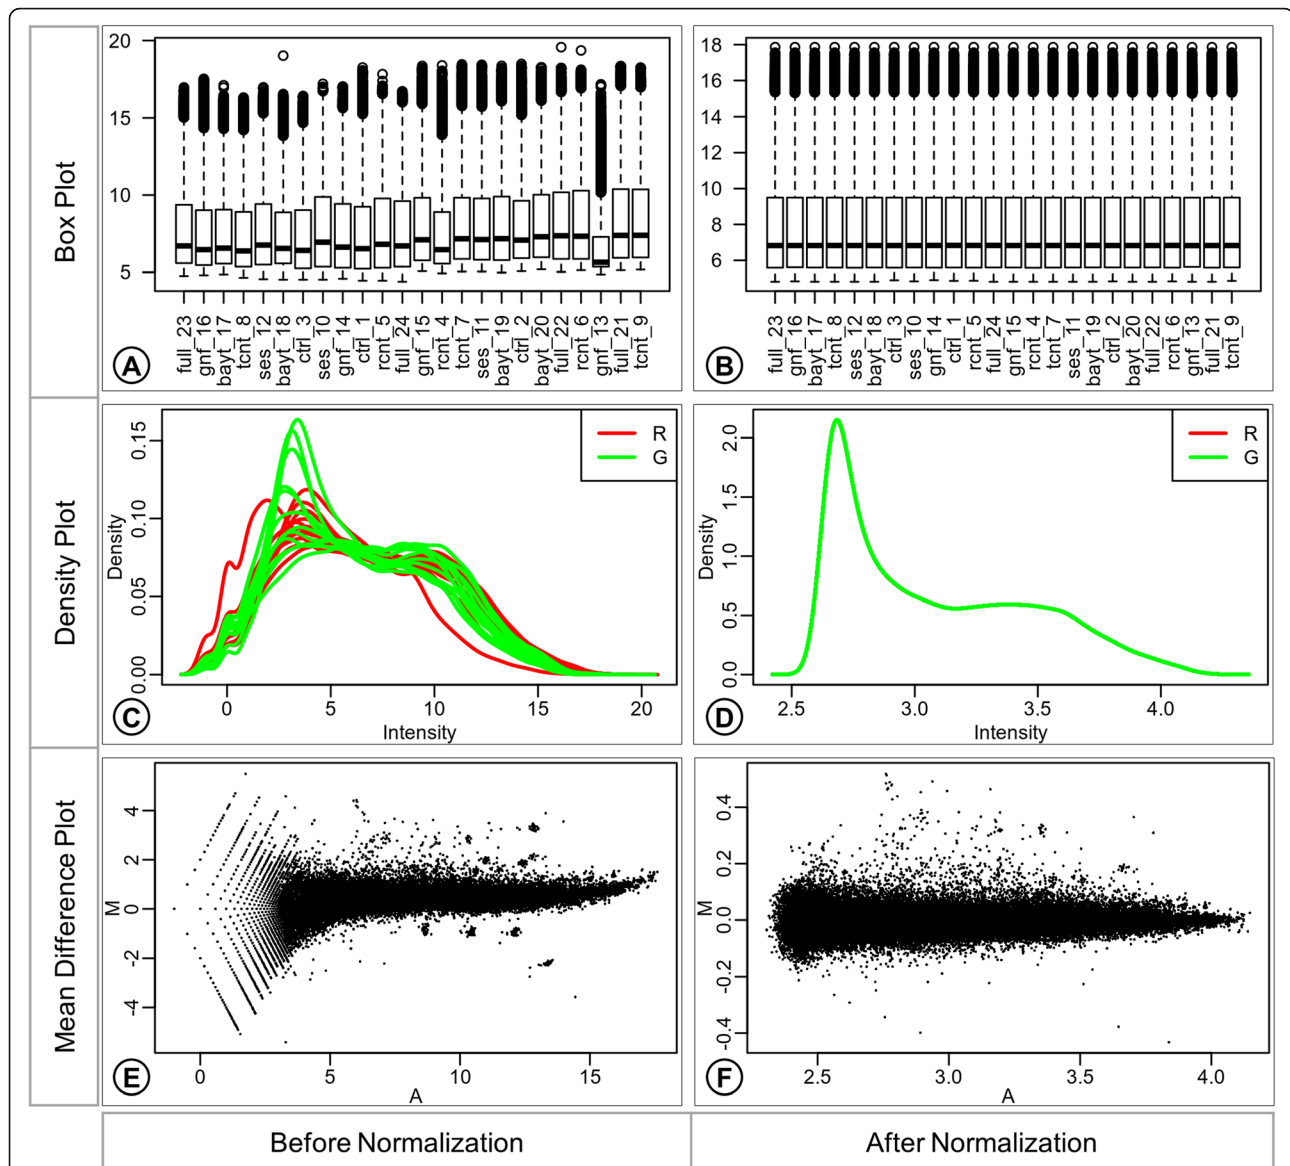 Box Plot
20
15
10
5
full_23
gnf_16
bayt_17
tcnt_8
ses_12
bayt_18
ctrl_3
ses_10
gnf_14
ctrl_1
rcnt_5
full_24
gnf_15
rcnt_4
tcnt_7
ses_11
bayt_19
ctrl_2
bayt_20
full_22
rcnt_6
gnf_13
full_21
tcnt_9
A
18
16
14
12
10
8
6
full_23
gnf_16
bayt_17
tcnt_8
ses_12
bayt_18
ctrl_3
ses_10
gnf_14
ctrl_1
rcnt_5
full_24
gnf_15
rcnt_4
tcnt_7
ses_11
bayt_19
ctrl_2
bayt_20
full_22
rcnt_6
gnf_13
full_21
tcnt_9
B
Density Plot
R
G
Density
0.15
0.10
0.05
0.00
0 5 10 15 20
Intensity
C
R
G
Density
2.0
1.5
1.0
0.5
0.0
2.5 3.0 3.5 4.0
Intensity
D
Mean Difference Plot
M
4
2
0
-2
-4
0 5 10 15
A
E
M
0.4
0.2
0.0
-0.2
-0.4
2.5 3.0 3.5 4.0
A
F
Before Normalization
After Normalization